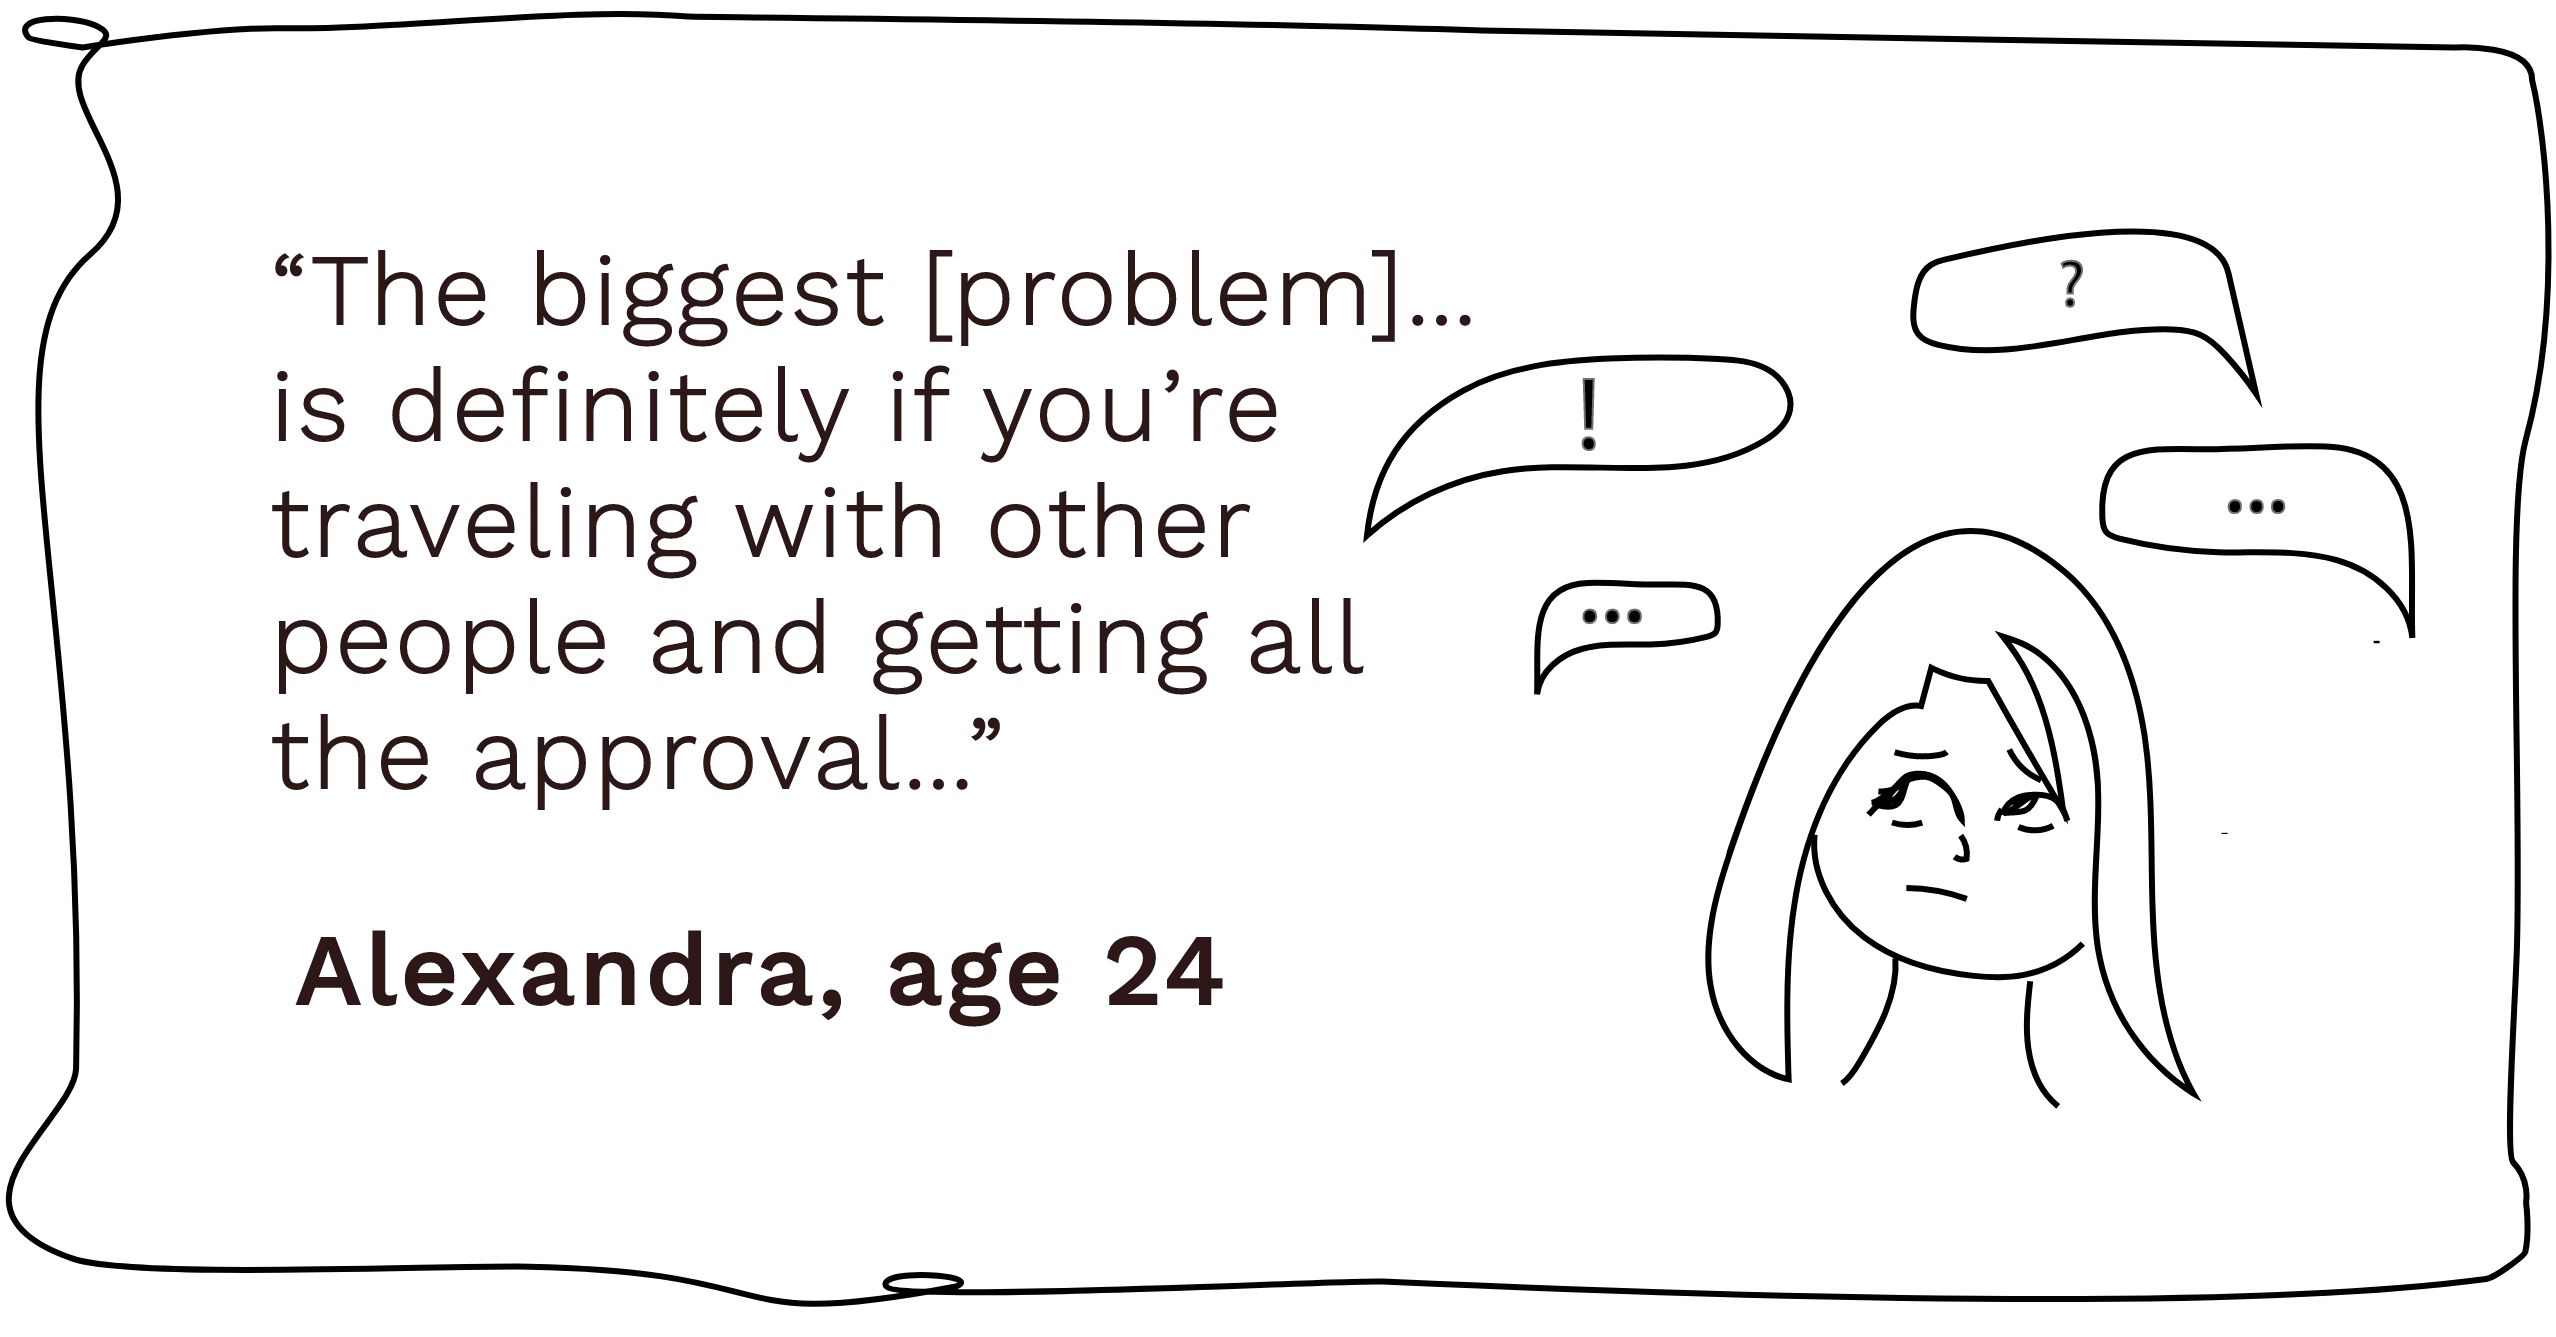 “The biggest [problem]...
is definitely if you’re
traveling with other
people and getting all
the approval...”
Alexandra, age 24
?
!
...
...